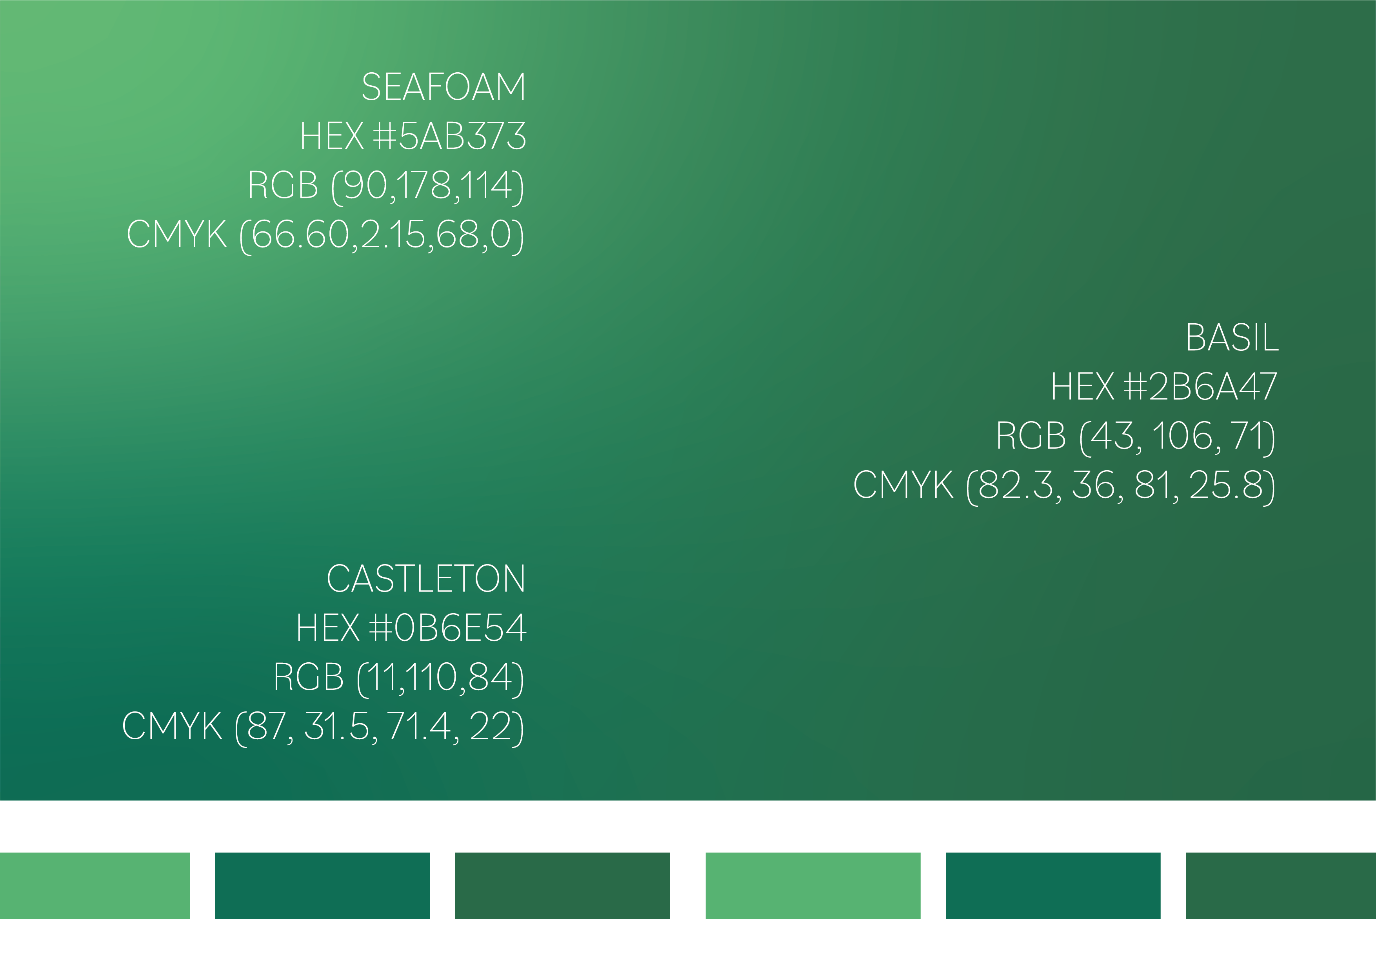 SEAFOAM
HEX #5AB373
RGB (90,178,114)
CMYK (66.60,2.15,68,0)
BASIL
HEX #2B6A47
RGB (43, 106, 71)
CMYK (82.3, 36, 81, 25.8)
CASTLETON
HEX #0B6E54
RGB (11,110,84)
CMYK (87, 31.5, 71.4, 22)